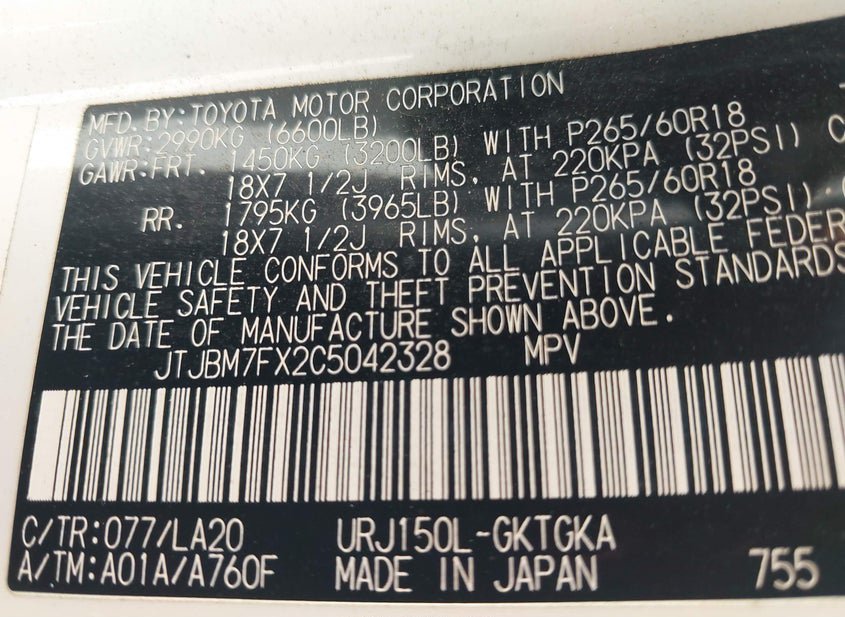 MFD. BY:TOYOTA MOTOR CORPORATION
GVWR:2990KG (6600LB)
GAWR:FRT. 1450KG (3200LB) WITH P265/60R18
18X7 1/2J RIMS, AT 220KPA (32PSI) C
RR. 1795KG (3965LB) WITH P265/60R18
18X7 1/2J RIMS, AT 220KPA (32PSI)
THIS VEHICLE CONFORMS TO ALL APPLICABLE FEDER
VEHICLE SAFETY AND THEFT PREVENTION STANDARDS
THE DATE OF MANUFACTURE SHOWN ABOVE.
JTJBM7FX2C5042328 MPV
C/TR:077/LA20 URJ150L-GKTGKA
A/TM:A01A/A760F MADE IN JAPAN 755